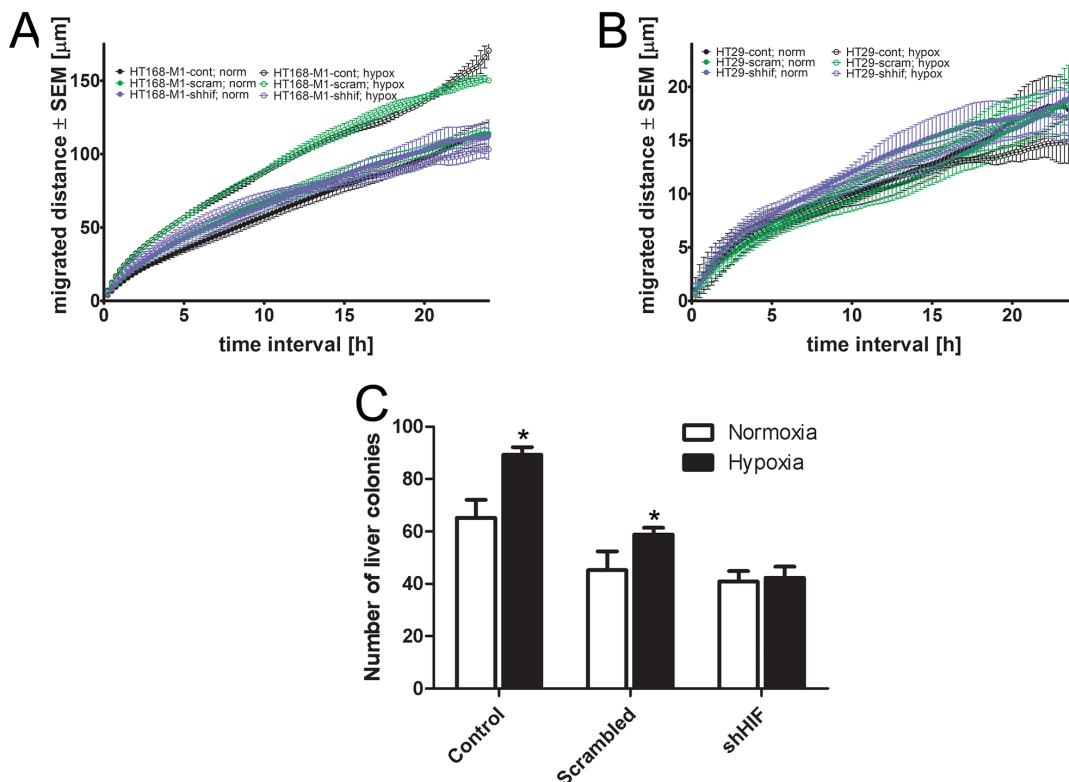 A
migrated distance ± SEM [µm]
150
100
50
0
HT168-M1-cont; norm
HT168-M1-scram; norm
HT168-M1-shhif; norm
HT168-M1-cont; hypox
HT168-M1-scram; hypox
HT168-M1-shhif; hypox
0 5 10 15 20
time interval [h]
B
migrated distance ± SEM [µm]
20
15
10
5
0
HT29-cont; norm
HT29-scram; norm
HT29-shhif; norm
HT29-cont; hypox
HT29-scram; hypox
HT29-shhif; hypox
0 5 10 15 20
time interval [h]
C
Number of liver colonies
100
80
60
40
20
0
* *
Normoxia
Hypoxia
Control
Scrambled
shHIF